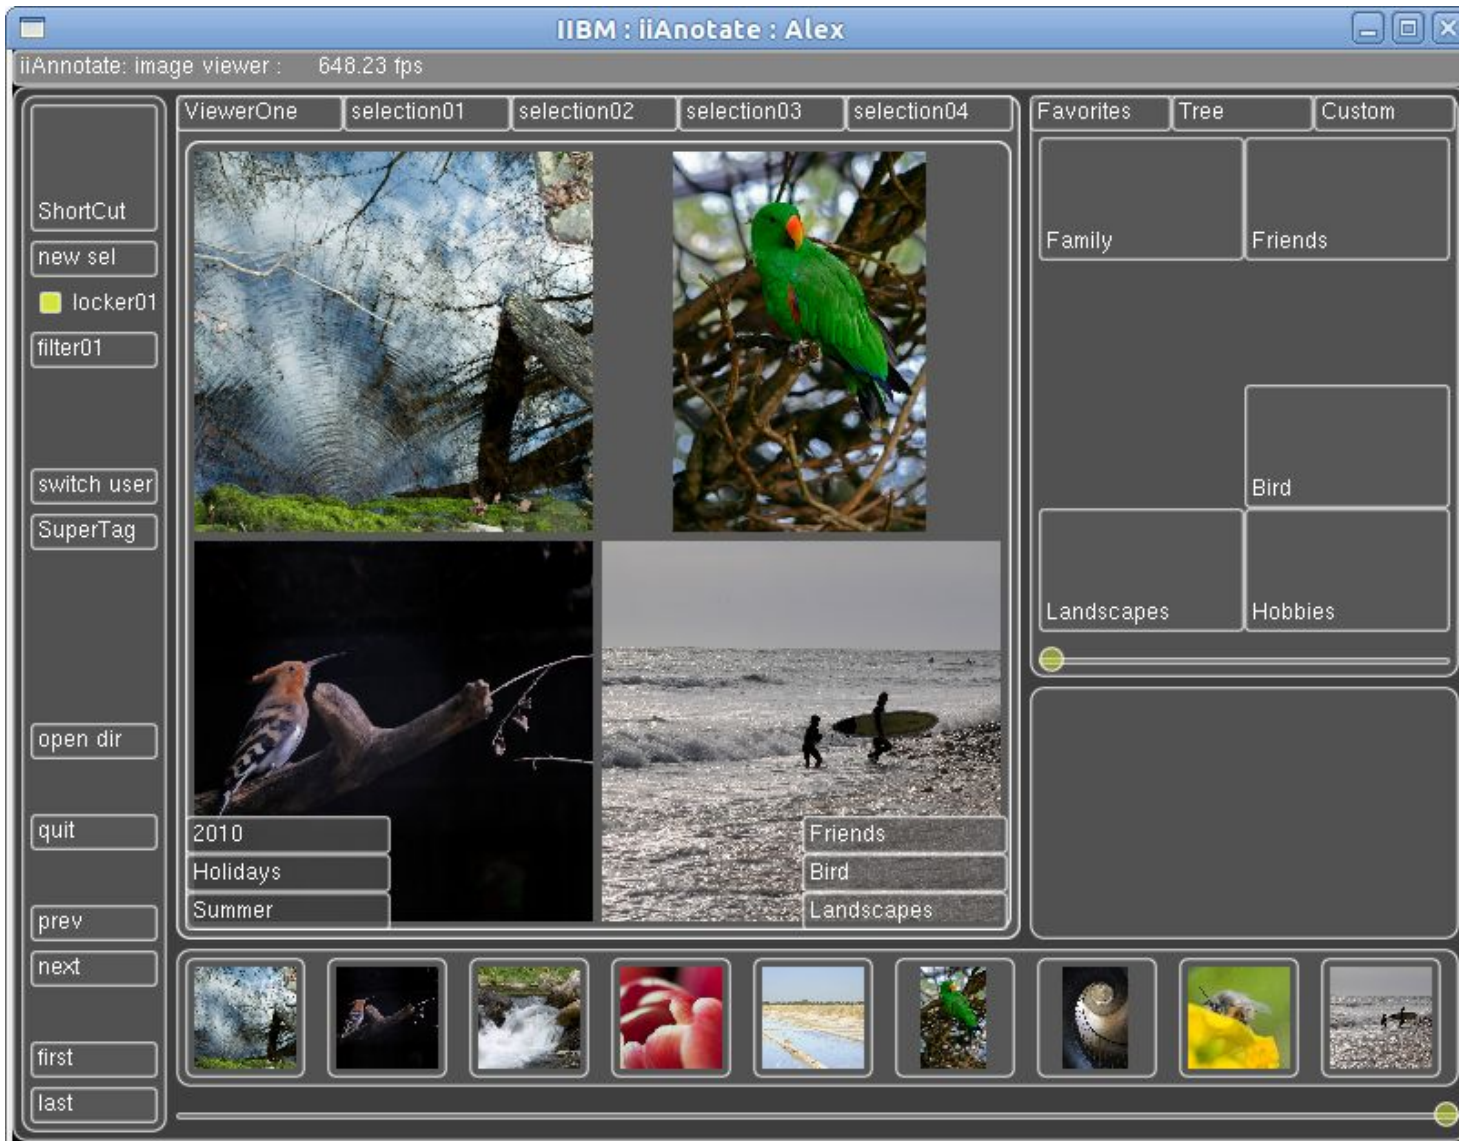 IIBM : iiAnotate : Alex
iiAnnotate: image viewer : 648.23 fps
ShortCut
new sel
locker01
filter01
switch user
SuperTag
open dir
quit
prev
next
first
last
ViewerOne selection01 selection02 selection03 selection04
2010
Holidays
Summer
Friends
Bird
Landscapes
Favorites Tree Custom
Family Friends
Bird
Landscapes Hobbies